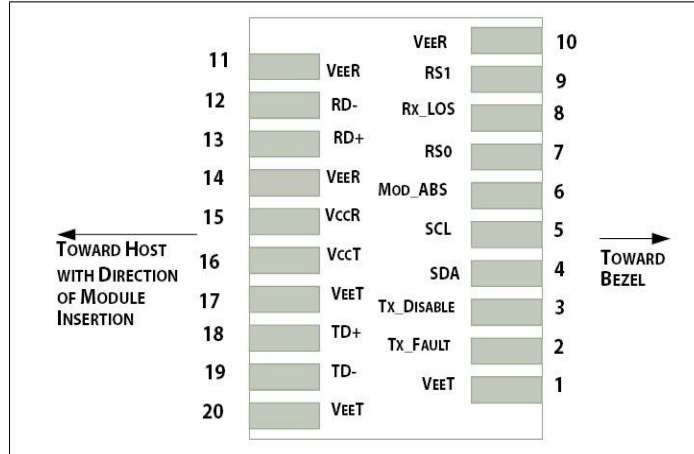 11 VEER
12 RD-
13 RD+
14 VEER
15 VCCR
16 VCCT
17 VEET
18 TD+
19 TD-
20 VEET
VEER 10
RS1 9
RX_LOS 8
RS0 7
MOD_ABS 6
SCL 5
SDA 4
TX_DISABLE 3
TX_FAULT 2
VEET 1
TOWARD HOST
WITH DIRECTION
OF MODULE
INSERTION
TOWARD
BEZEL